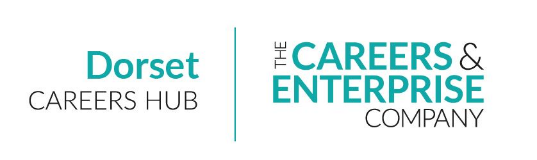 Dorset
CAREERS HUB
THE CAREERS &
ENTERPRISE
COMPANY